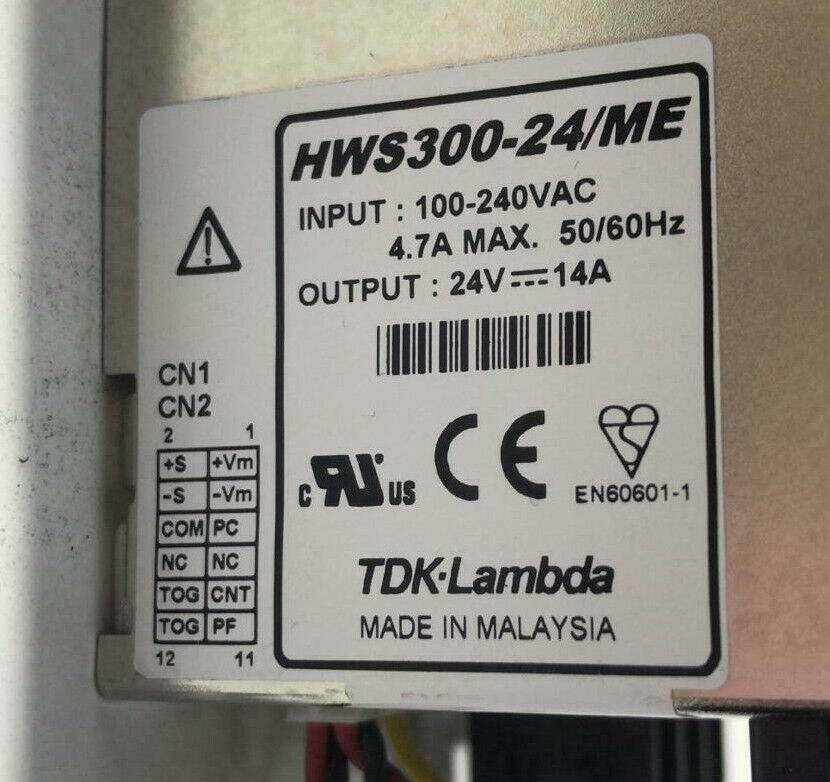 HWS300-24/ME
INPUT : 100-240VAC
4.7A MAX. 50/60Hz
OUTPUT : 24V⎓14A
CN1
CN2
2 1
+S +Vm
-S -Vm
COM PC
NC NC
TOG CNT
TOG PF
12 11
c RU US CE
EN60601-1
TDK·Lambda
MADE IN MALAYSIA